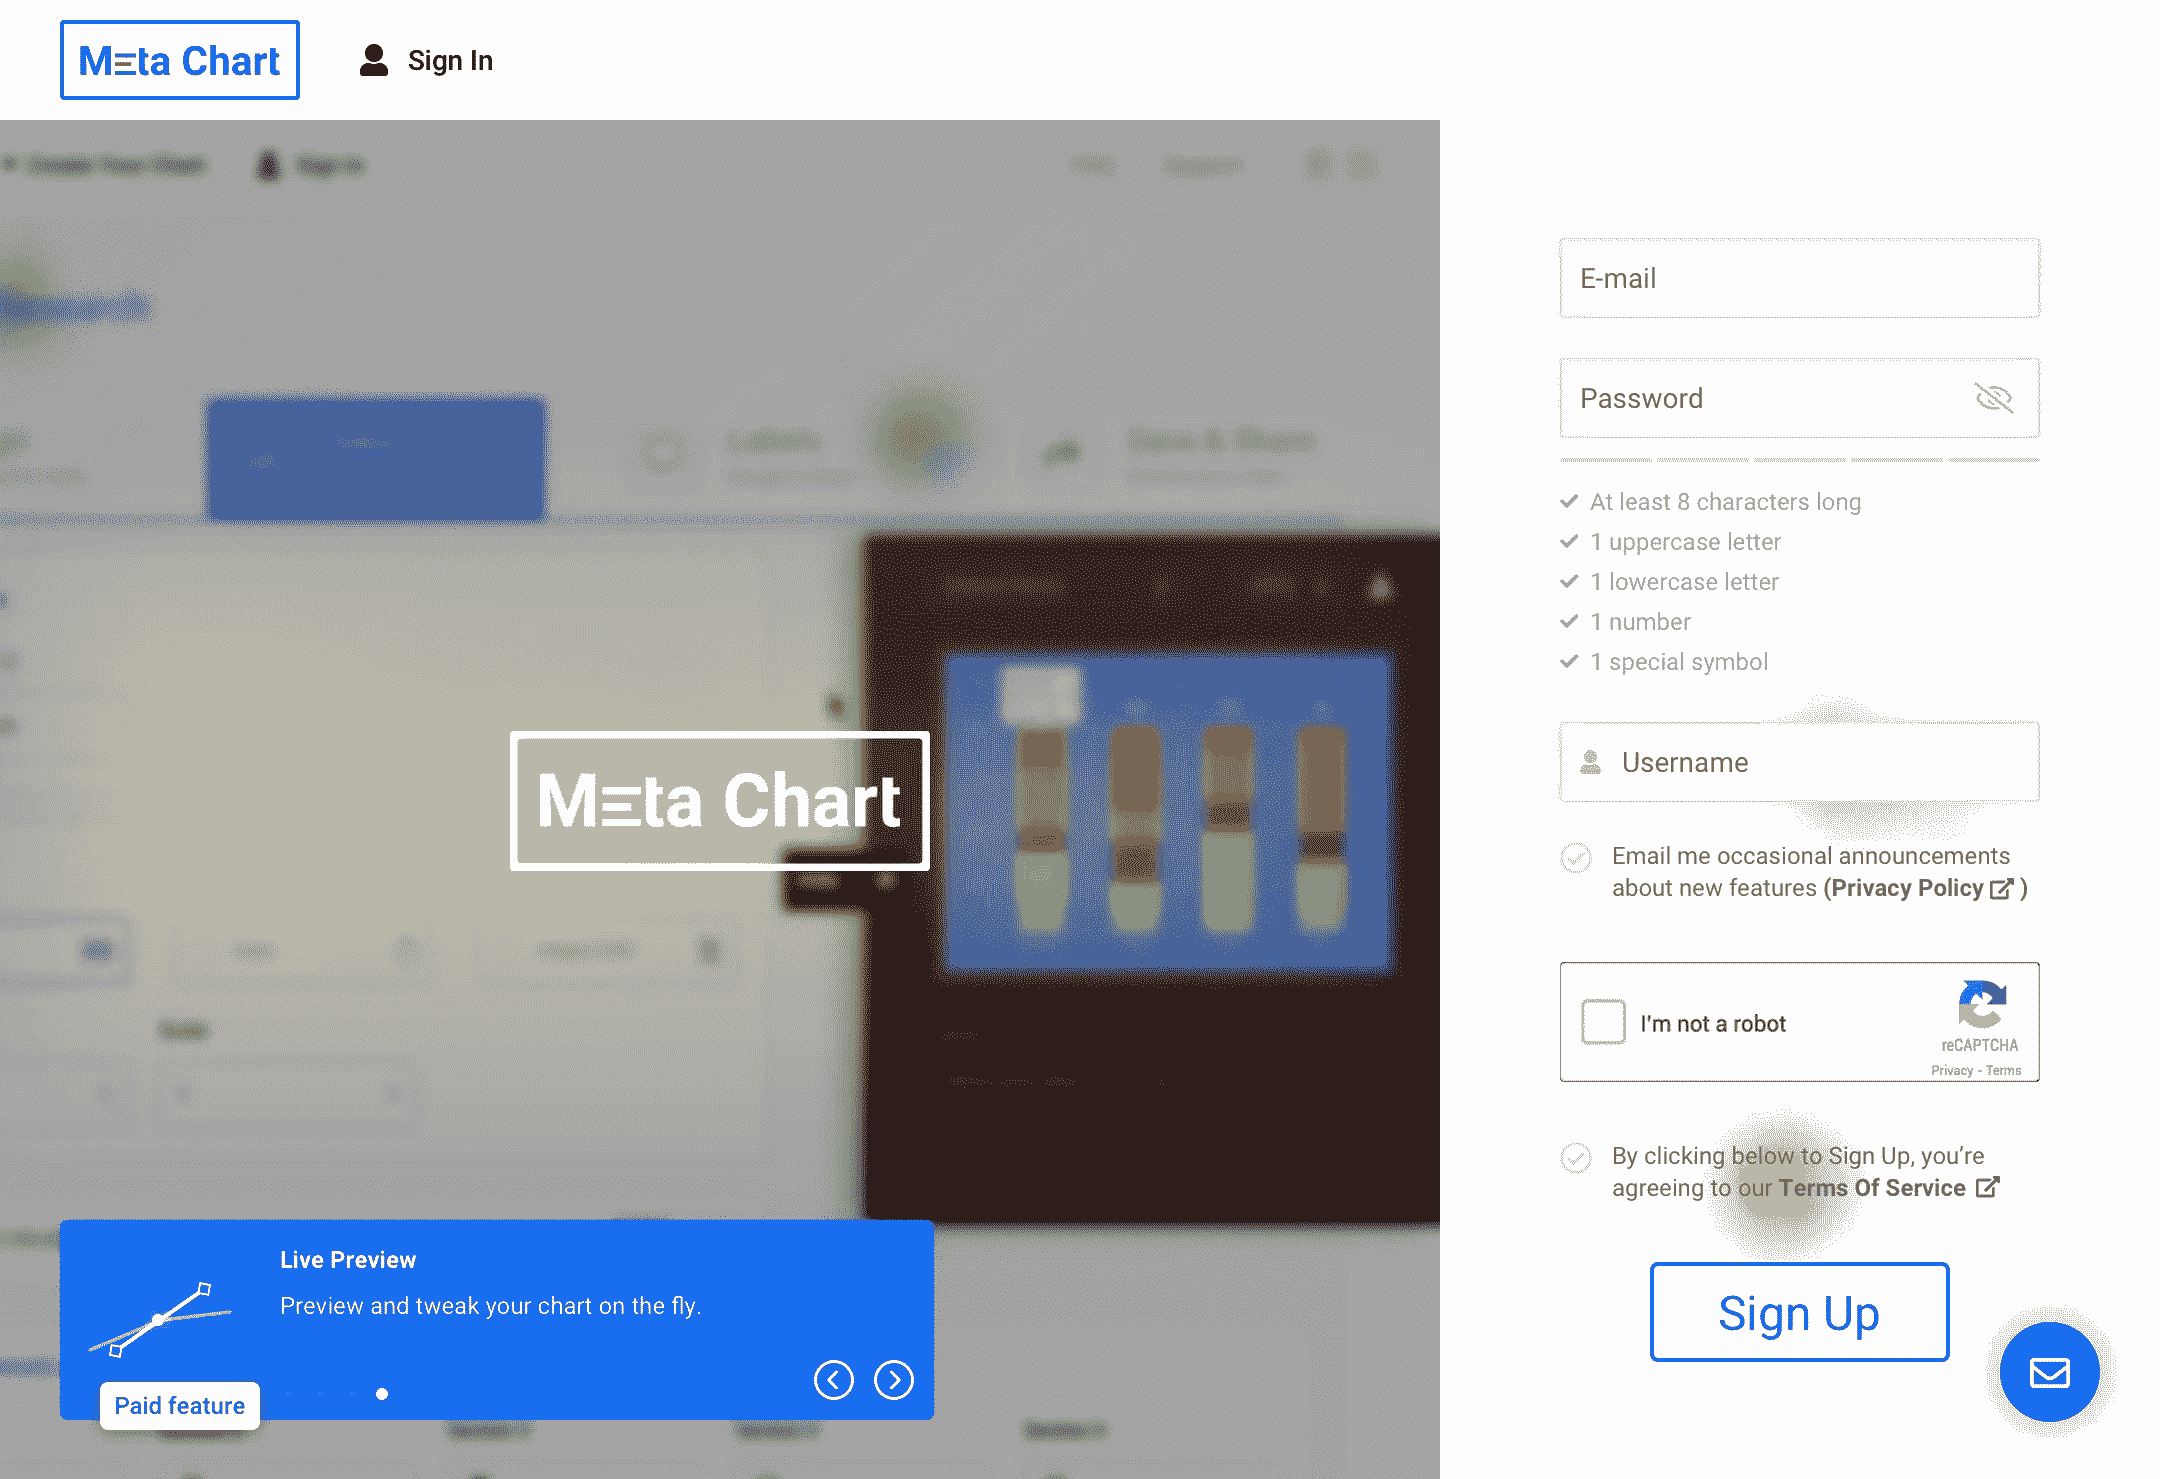 Meta Chart
Sign In
E-mail
Password
At least 8 characters long
1 uppercase letter
1 lowercase letter
1 number
1 special symbol
Username
Email me occasional announcements
about new features (Privacy Policy)
I'm not a robot
reCAPTCHA
Privacy - Terms
By clicking below to Sign Up, you're
agreeing to our Terms Of Service
Sign Up
Meta Chart
Live Preview
Preview and tweak your chart on the fly.
Paid feature